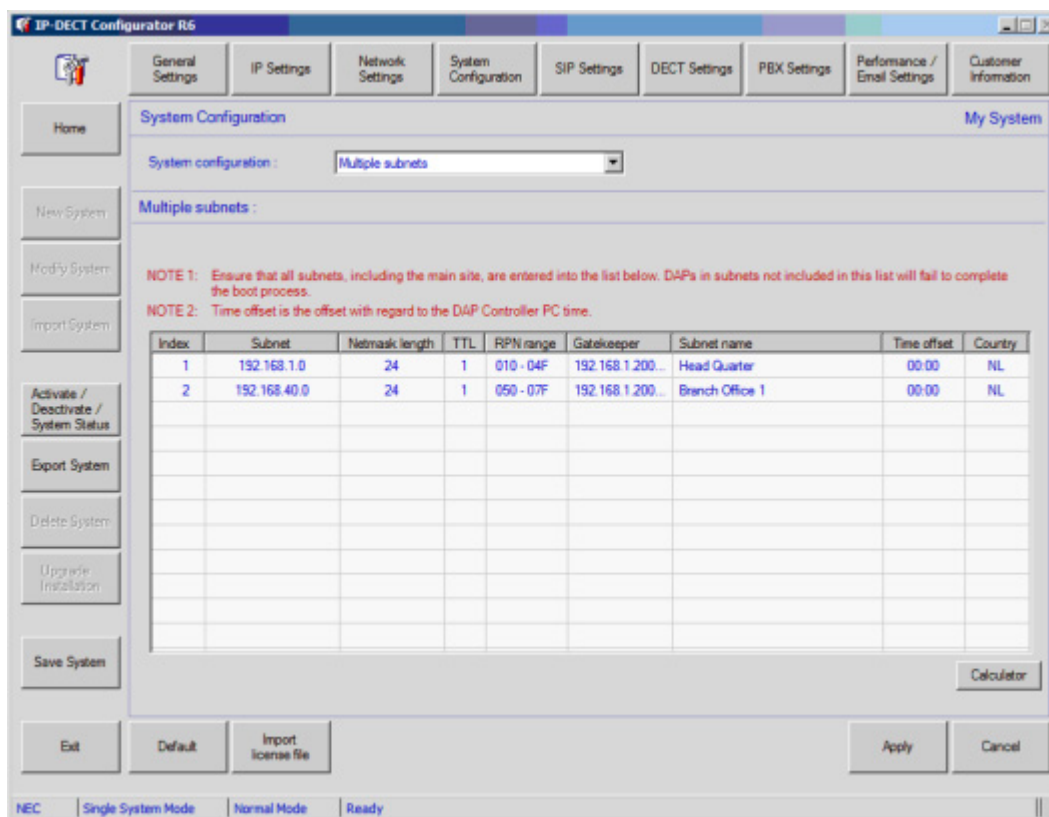 IP-DECT Configurator R6
General Settings
IP Settings
Network Settings
System Configuration
SIP Settings
DECT Settings
PBX Settings
Performance / Email Settings
Customer Information
Home
New System
Modify System
Import System
Activate / Deactivate / System Status
Export System
Delete System
Upgrade Installation
Save System
System Configuration My System
System configuration : Multiple subnets
Multiple subnets :
NOTE 1: Ensure that all subnets, including the main site, are entered into the list below. DAPs in subnets not included in this list will fail to complete
the boot process.
NOTE 2: Time offset is the offset with regard to the DAP Controller PC time.
Index Subnet Netmask length TTL RPN range Gatekeeper Subnet name Time offset Country
1 192.168.1.0 24 1 010 - 04F 192.168.1.200... Head Quarter 00:00 NL
2 192.168.40.0 24 1 050 - 07F 192.168.1.200... Branch Office 1 00:00 NL
Calculator
Exit
Default
Import license file
Apply
Cancel
NEC Single System Mode Normal Mode Ready